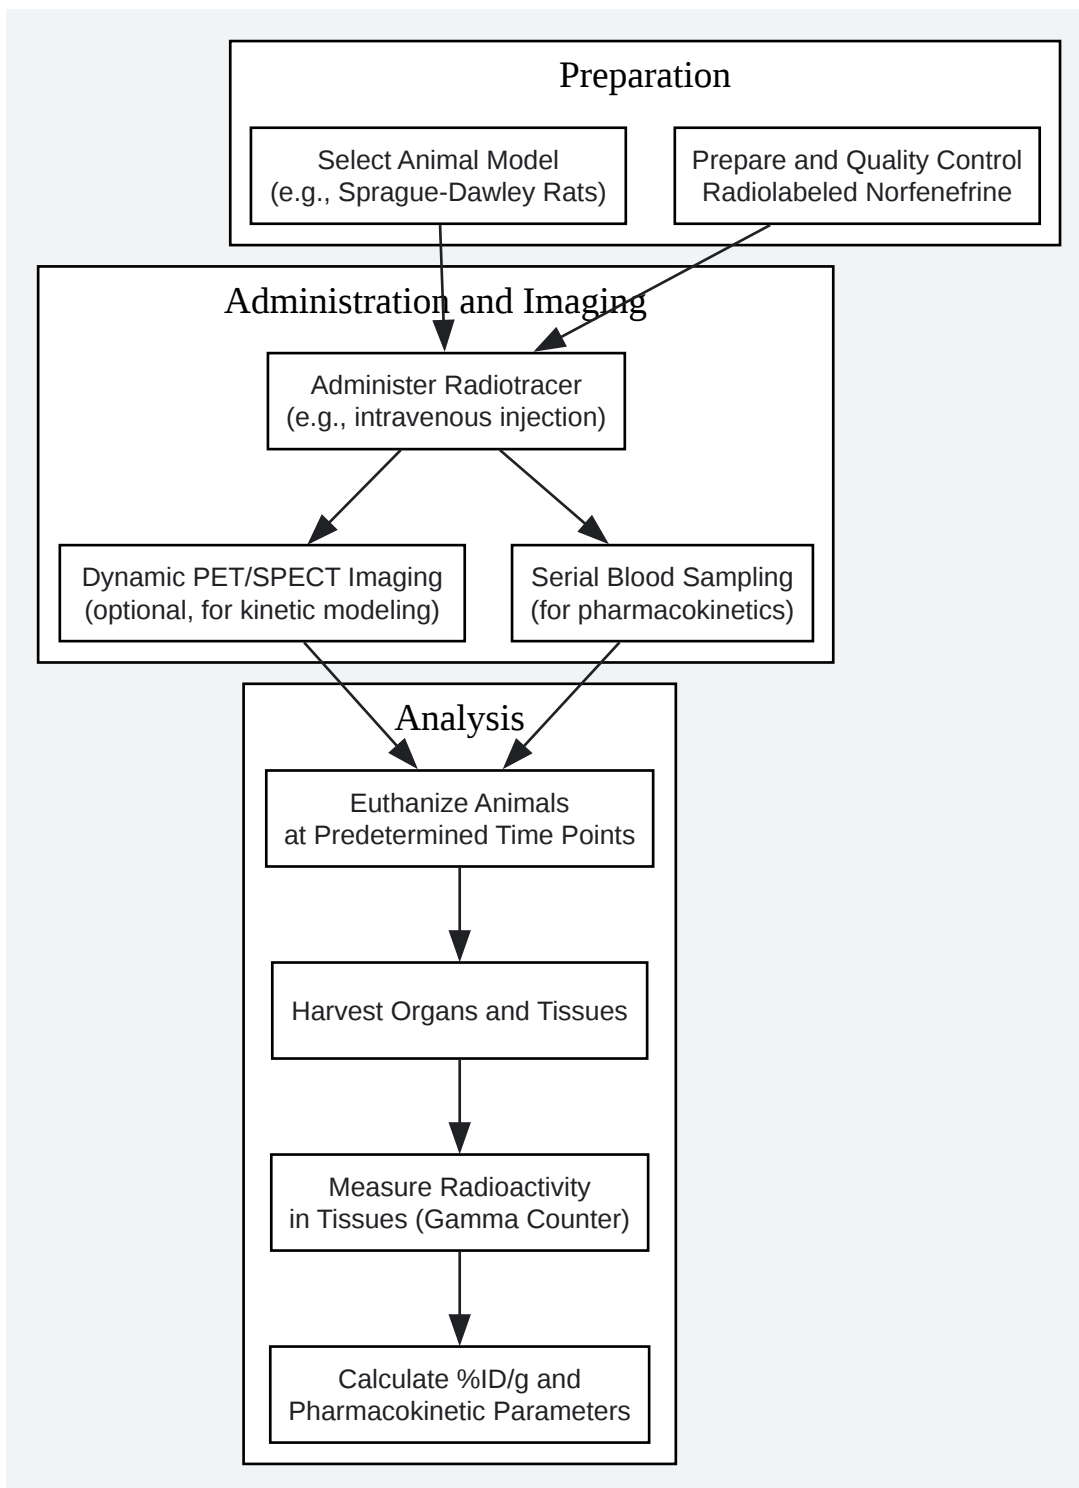 Preparation
Select Animal Model
(e.g., Sprague-Dawley Rats)
Prepare and Quality Control
Radiolabeled Norfenefrine
Administration and Imaging
Administer Radiotracer
(e.g., intravenous injection)
Dynamic PET/SPECT Imaging
(optional, for kinetic modeling)
Serial Blood Sampling
(for pharmacokinetics)
Analysis
Euthanize Animals
at Predetermined Time Points
Harvest Organs and Tissues
Measure Radioactivity
in Tissues (Gamma Counter)
Calculate %ID/g and
Pharmacokinetic Parameters